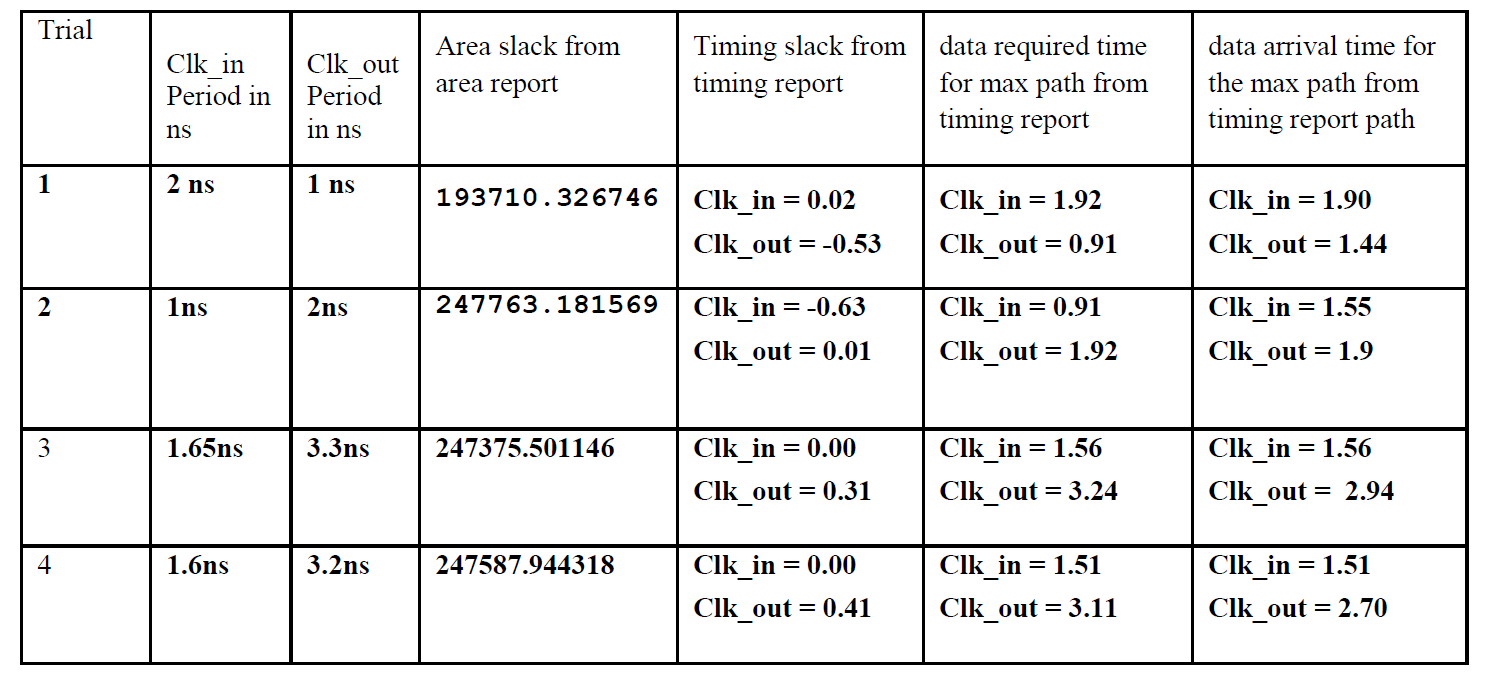 Trial
Clk_in
Period in
ns
Clk_out
Period
in ns
Area slack from
area report
Timing slack from
timing report
data required time
for max path from
timing report
data arrival time for
the max path from
timing report path
1
2 ns
1 ns
193710.326746
Clk_in = 0.02
Clk_out = -0.53
Clk_in = 1.92
Clk_out = 0.91
Clk_in = 1.90
Clk_out = 1.44
2
1ns
2ns
247763.181569
Clk_in = -0.63
Clk_out = 0.01
Clk_in = 0.91
Clk_out = 1.92
Clk_in = 1.55
Clk_out = 1.9
3
1.65ns
3.3ns
247375.501146
Clk_in = 0.00
Clk_out = 0.31
Clk_in = 1.56
Clk_out = 3.24
Clk_in = 1.56
Clk_out =  2.94
4
1.6ns
3.2ns
247587.944318
Clk_in = 0.00
Clk_out = 0.41
Clk_in = 1.51
Clk_out = 3.11
Clk_in = 1.51
Clk_out = 2.70